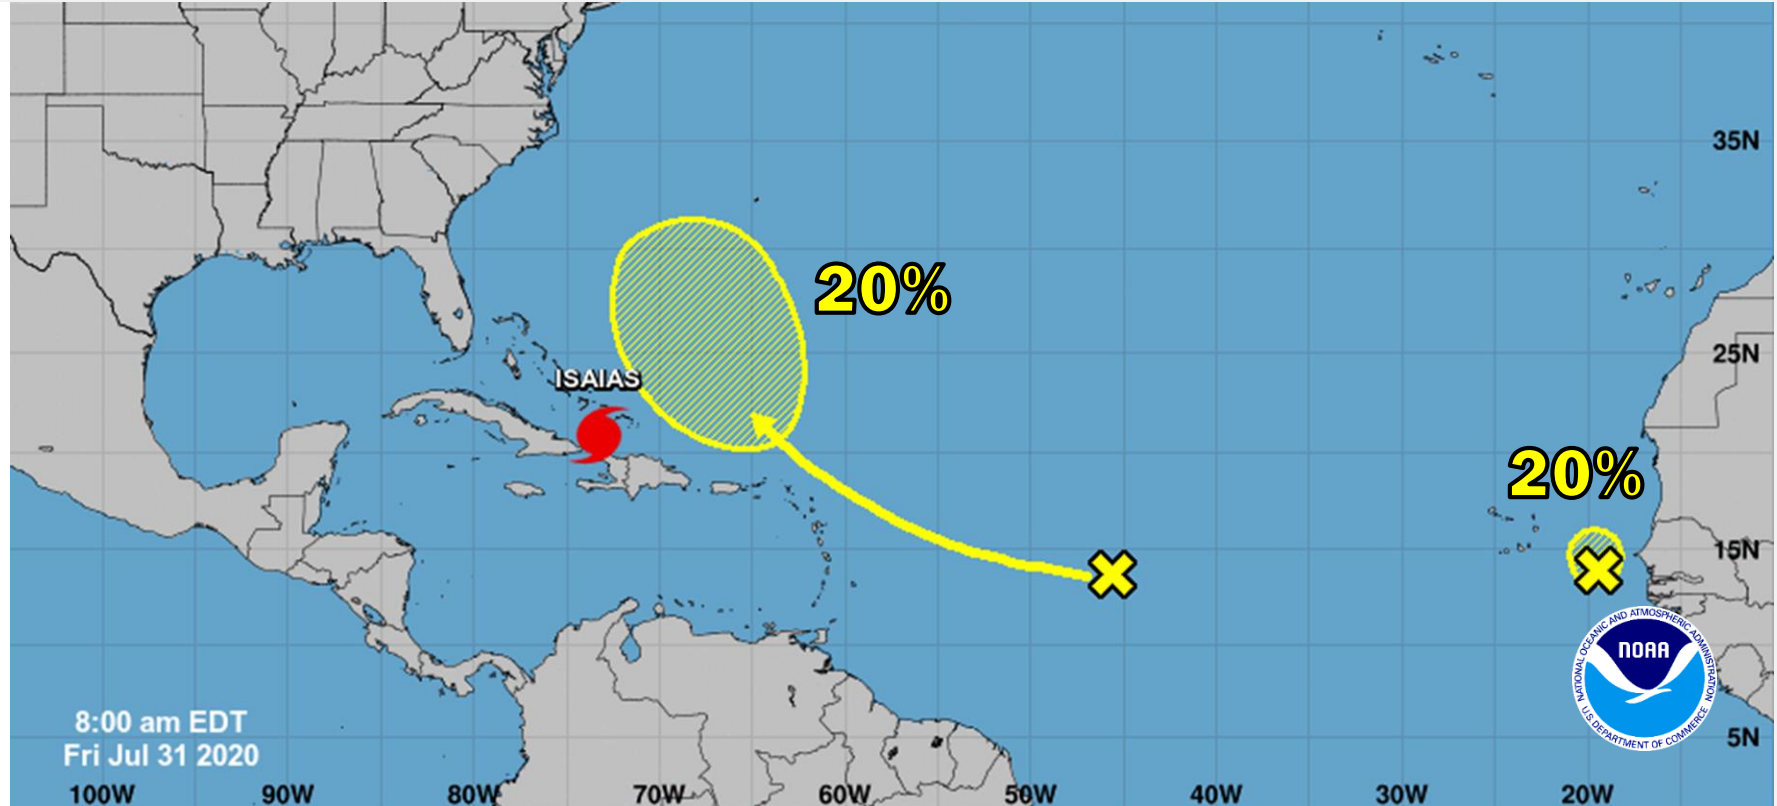 35N
20%
25N
ISAIAS
20%
15N
NATIONAL OCEANIC AND ATMOSPHERIC ADMINISTRATION
NOAA
U.S. DEPARTMENT OF COMMERCE
8:00 am EDT
Fri Jul 31 2020
5N
100W 90W 80W 70W 60W 50W 40W 30W 20W